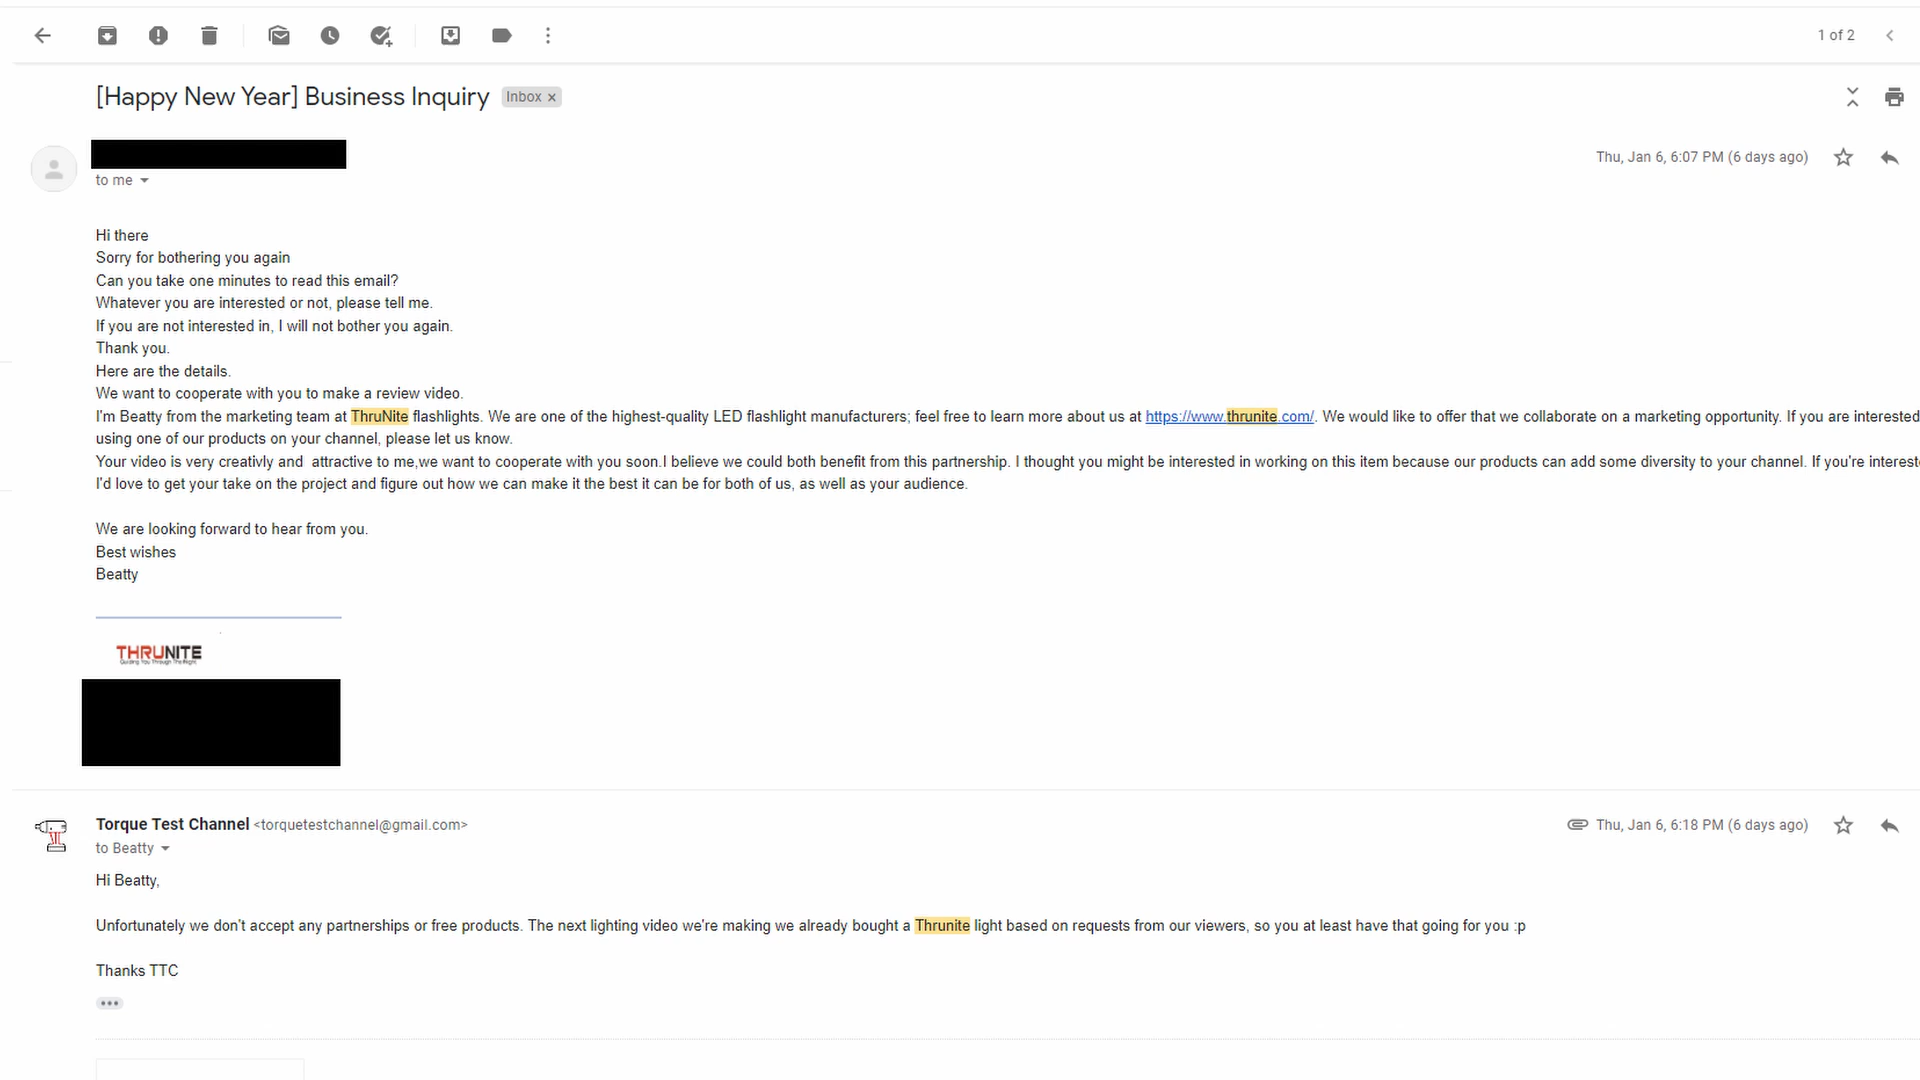 1 of 2
[Happy New Year] Business Inquiry Inbox x
Thu, Jan 6, 6:07 PM (6 days ago)
to me
Hi there
Sorry for bothering you again
Can you take one minutes to read this email?
Whatever you are interested or not, please tell me.
If you are not interested in, I will not bother you again.
Thank you.
Here are the details.
We want to cooperate with you to make a review video.
I'm Beatty from the marketing team at ThruNite flashlights. We are one of the highest-quality LED flashlight manufacturers; feel free to learn more about us at https://www.thrunite.com/. We would like to offer that we collaborate on a marketing opportunity. If you are interested
using one of our products on your channel, please let us know.
Your video is very creativly and  attractive to me,we want to cooperate with you soon.I believe we could both benefit from this partnership. I thought you might be interested in working on this item because our products can add some diversity to your channel. If you're interest
I'd love to get your take on the project and figure out how we can make it the best it can be for both of us, as well as your audience.
We are looking forward to hear from you.
Best wishes
Beatty
THRUNITE
Guiding You Through The Night
Torque Test Channel <torquetestchannel@gmail.com> Thu, Jan 6, 6:18 PM (6 days ago)
to Beatty
Hi Beatty,
Unfortunately we don't accept any partnerships or free products. The next lighting video we're making we already bought a Thrunite light based on requests from our viewers, so you at least have that going for you :p
Thanks TTC